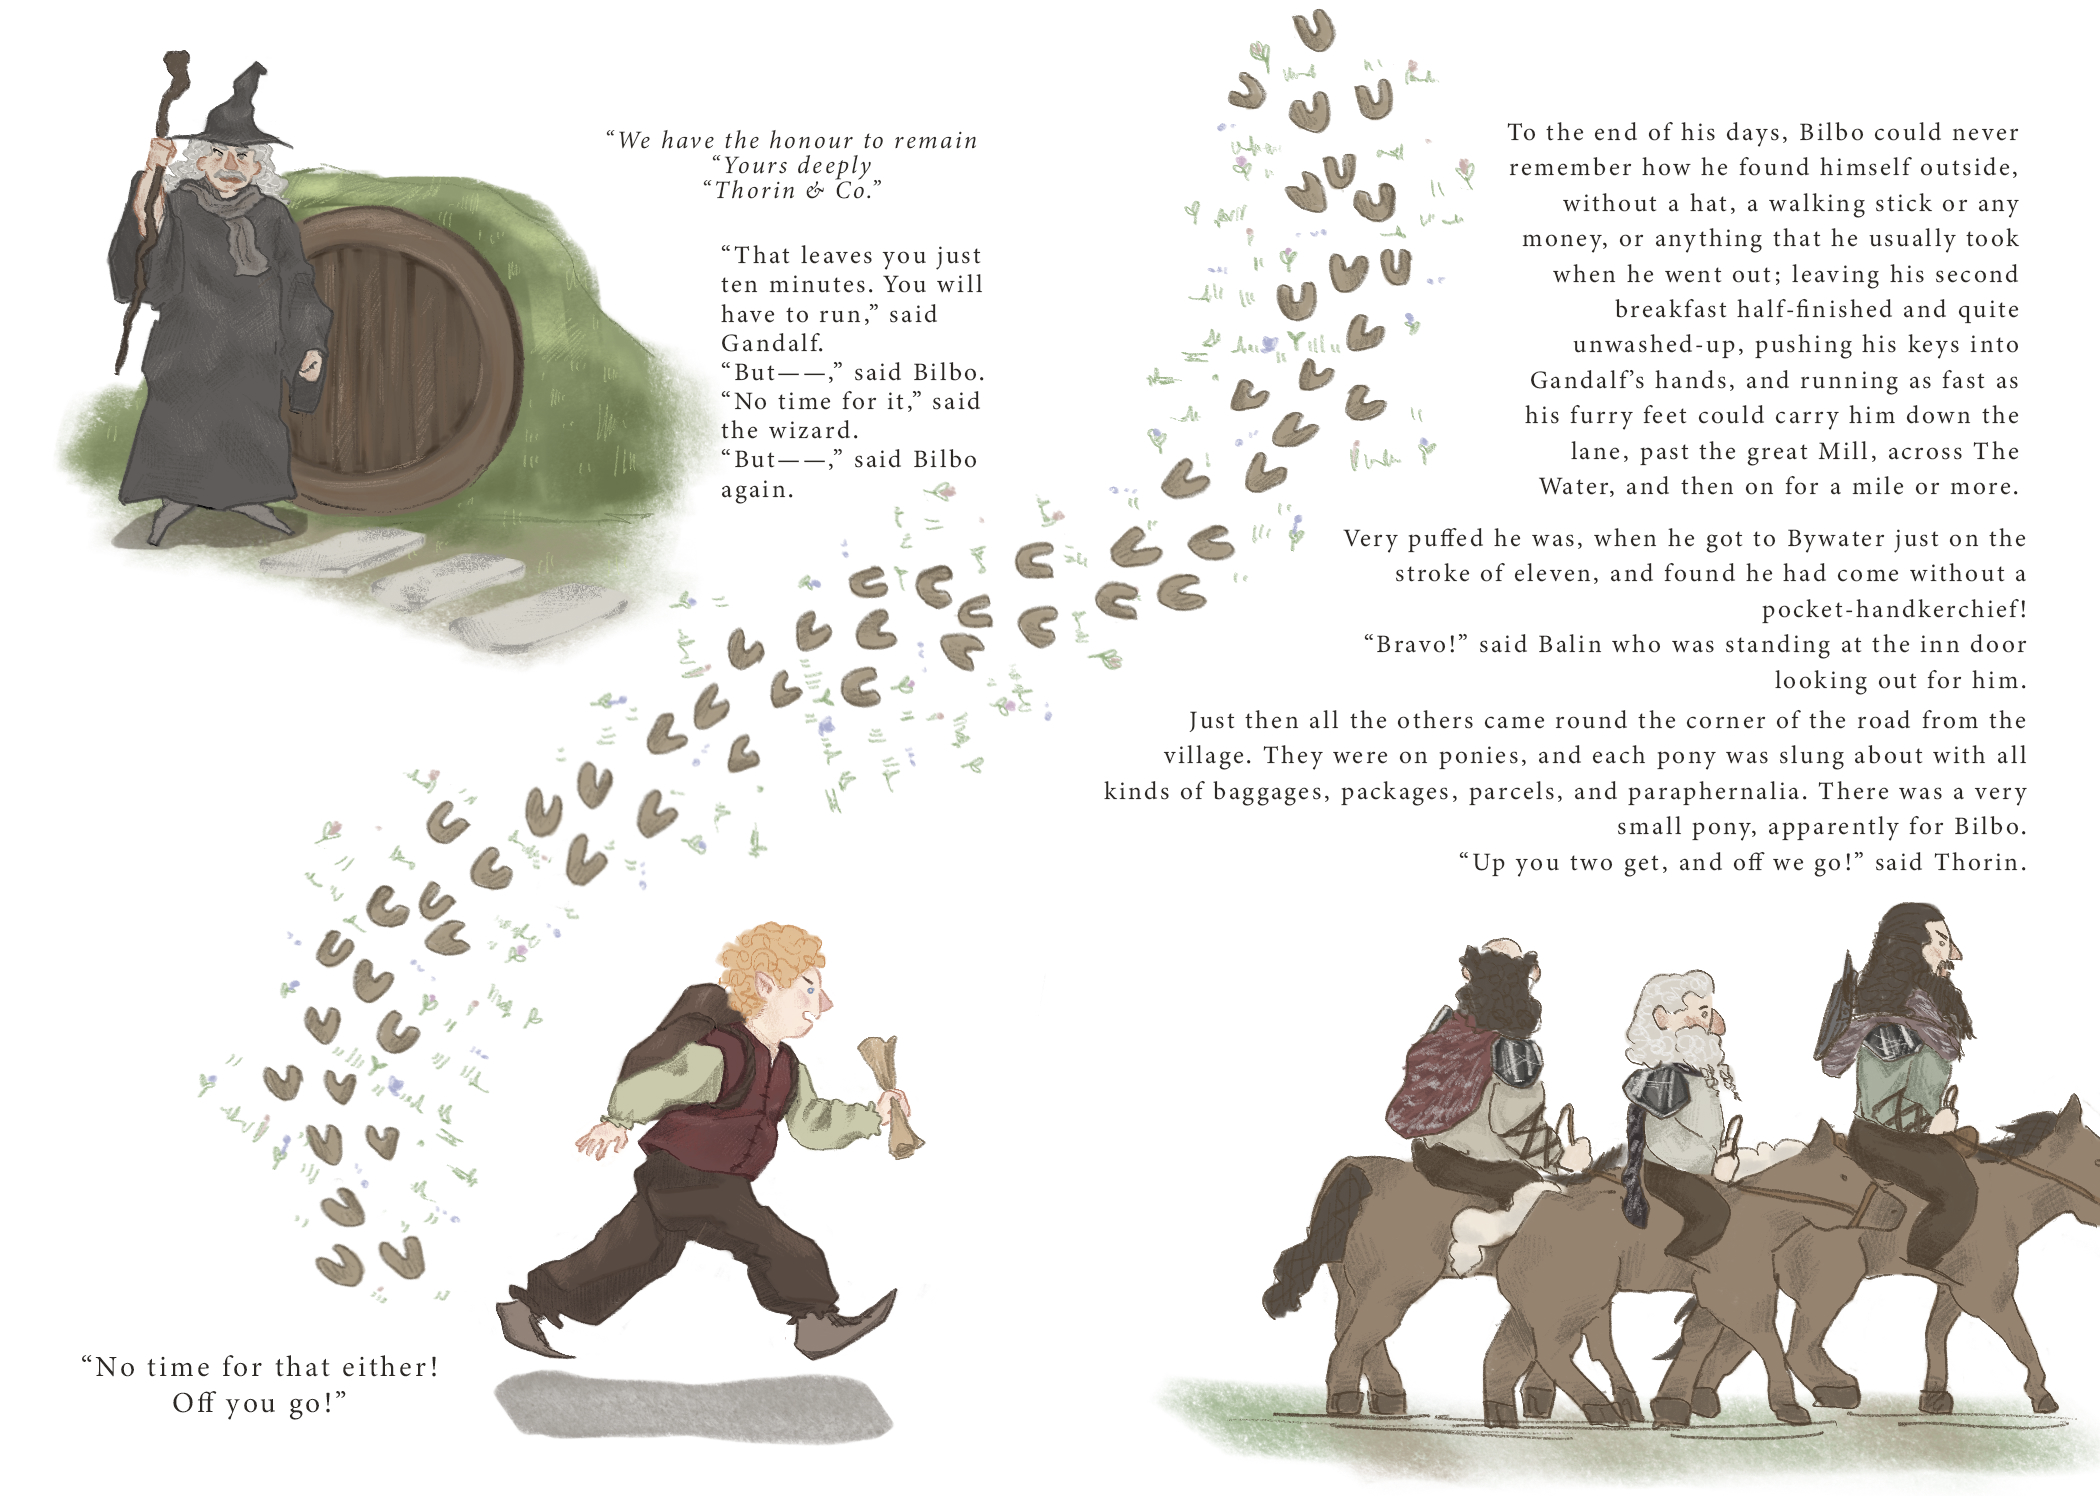 “We have the honour to remain
“Yours deeply
“Thorin & Co.”
“That leaves you just
ten minutes. You will
have to run,” said
Gandalf.
“But——,” said Bilbo.
“No time for it,” said
the wizard.
“But——,” said Bilbo
again.
“No time for that either!
Off you go!”
To the end of his days, Bilbo could never
remember how he found himself outside,
without a hat, a walking stick or any
money, or anything that he usually took
when he went out; leaving his second
breakfast half-finished and quite
unwashed-up, pushing his keys into
Gandalf’s hands, and running as fast as
his furry feet could carry him down the
lane, past the great Mill, across The
Water, and then on for a mile or more.
Very puffed he was, when he got to Bywater just on the
stroke of eleven, and found he had come without a
pocket-handkerchief!
“Bravo!” said Balin who was standing at the inn door
looking out for him.
Just then all the others came round the corner of the road from the
village. They were on ponies, and each pony was slung about with all
kinds of baggages, packages, parcels, and paraphernalia. There was a very
small pony, apparently for Bilbo.
“Up you two get, and off we go!” said Thorin.